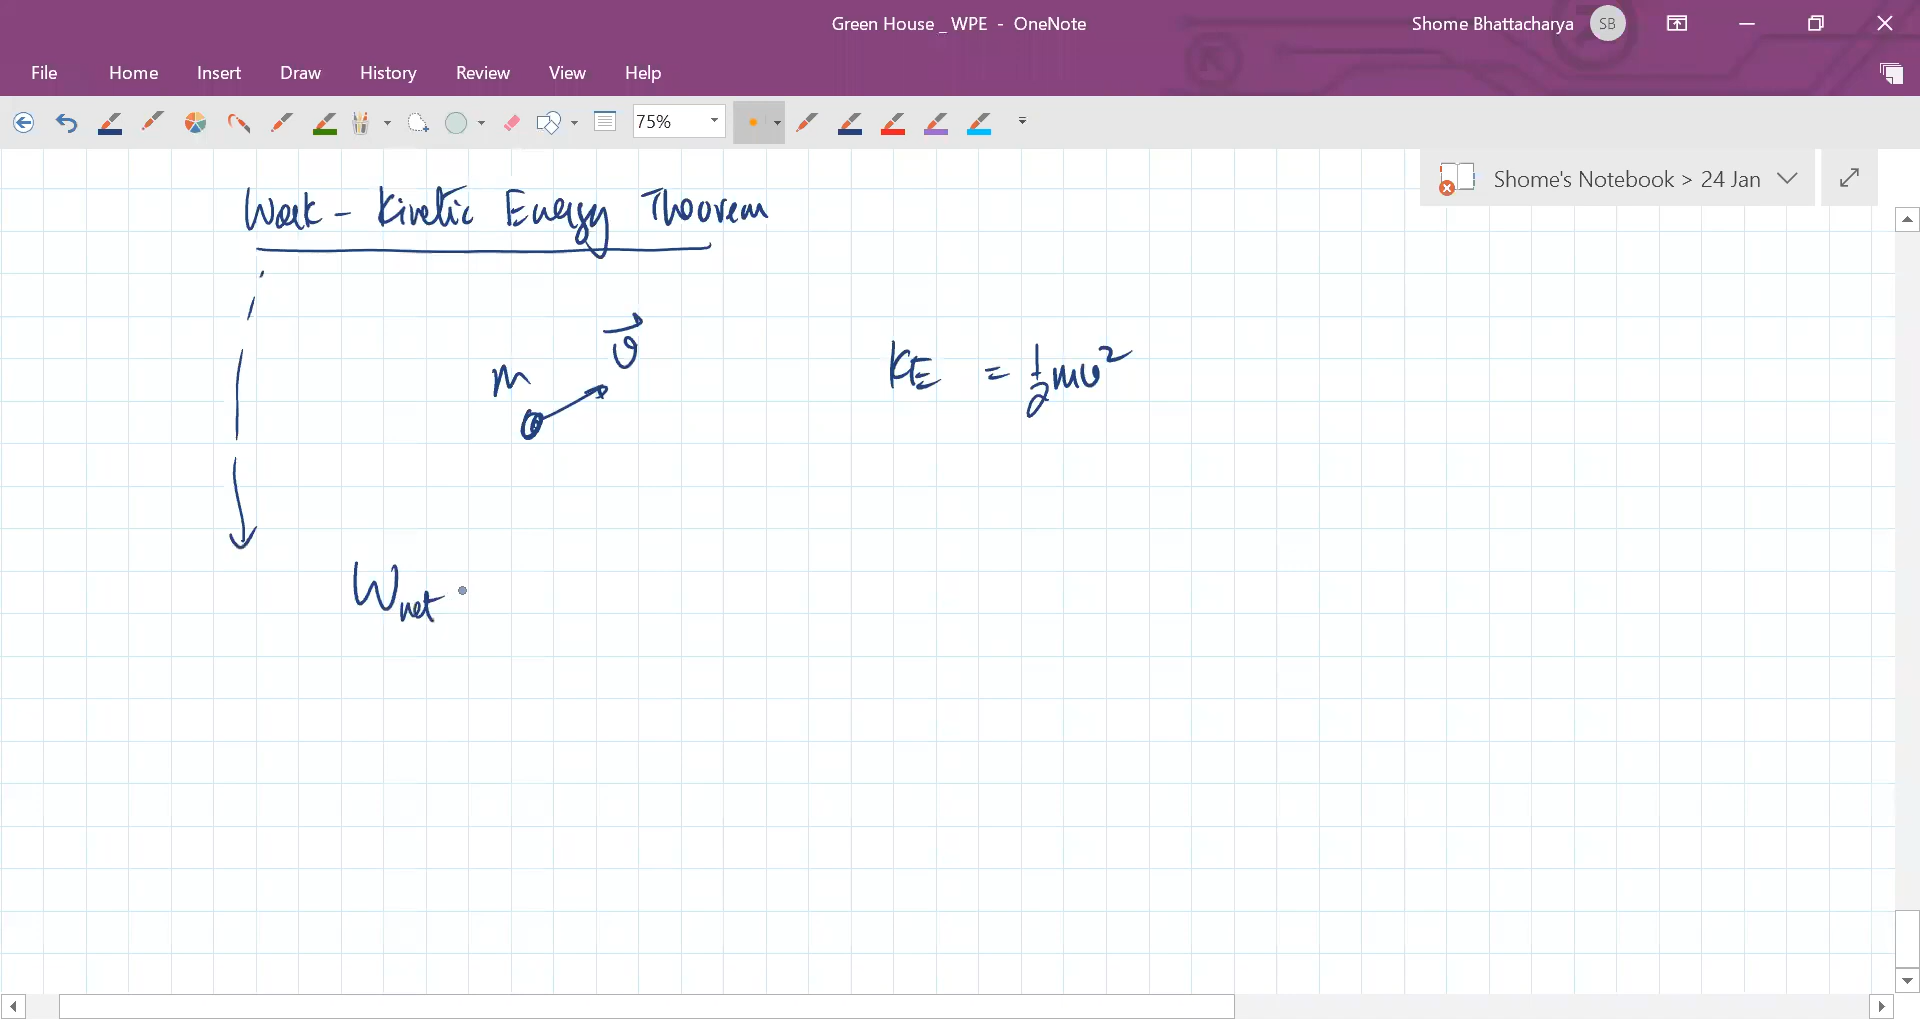 Green House _ WPE - OneNote
Shome Bhattacharya SB
File Home Insert Draw History Review View Help
75%
Shome's Notebook > 24 Jan
Work - Kinetic Energy Theorem
m v⃗
KE = ½mv²
Wnet